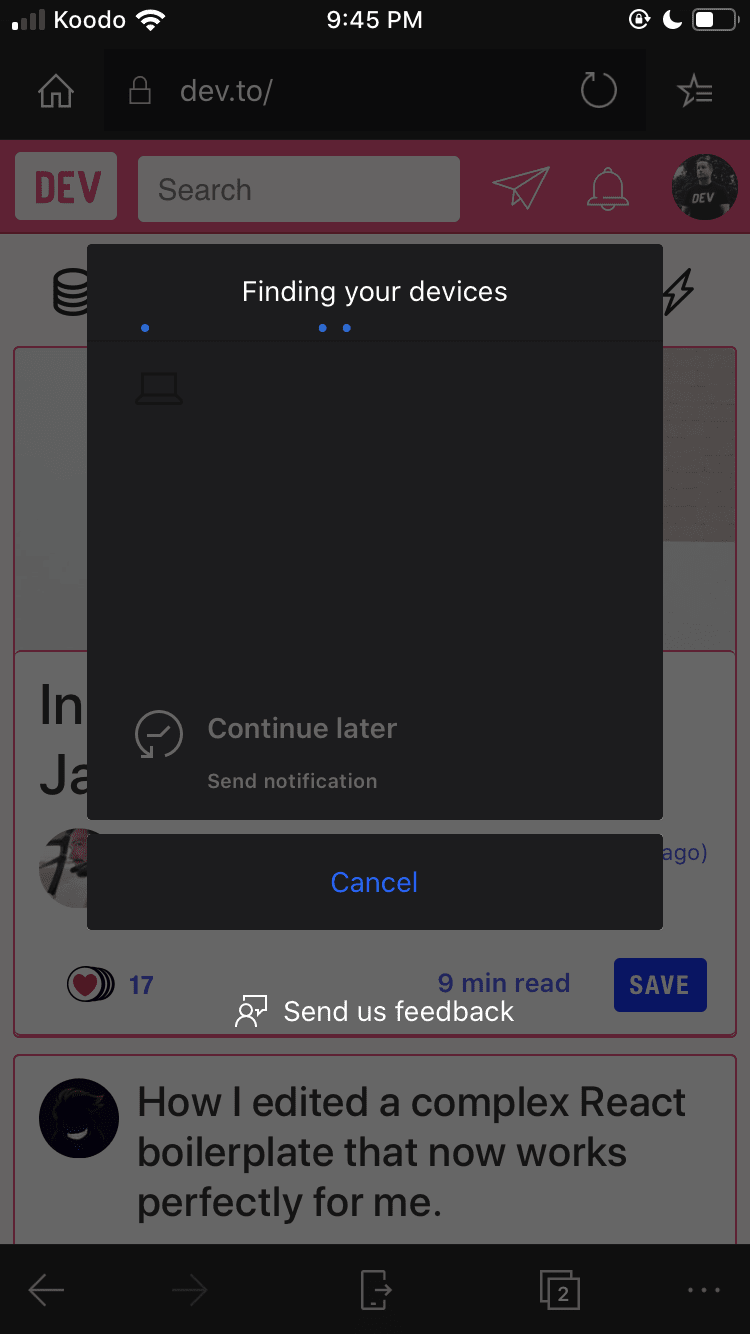 Koodo 9:45 PM
dev.to/
DEV Search DEV
Finding your devices
In
Ja
Continue later
Send notification
ago)
Cancel
17 9 min read SAVE
Send us feedback
How I edited a complex React
boilerplate that now works
perfectly for me.
2